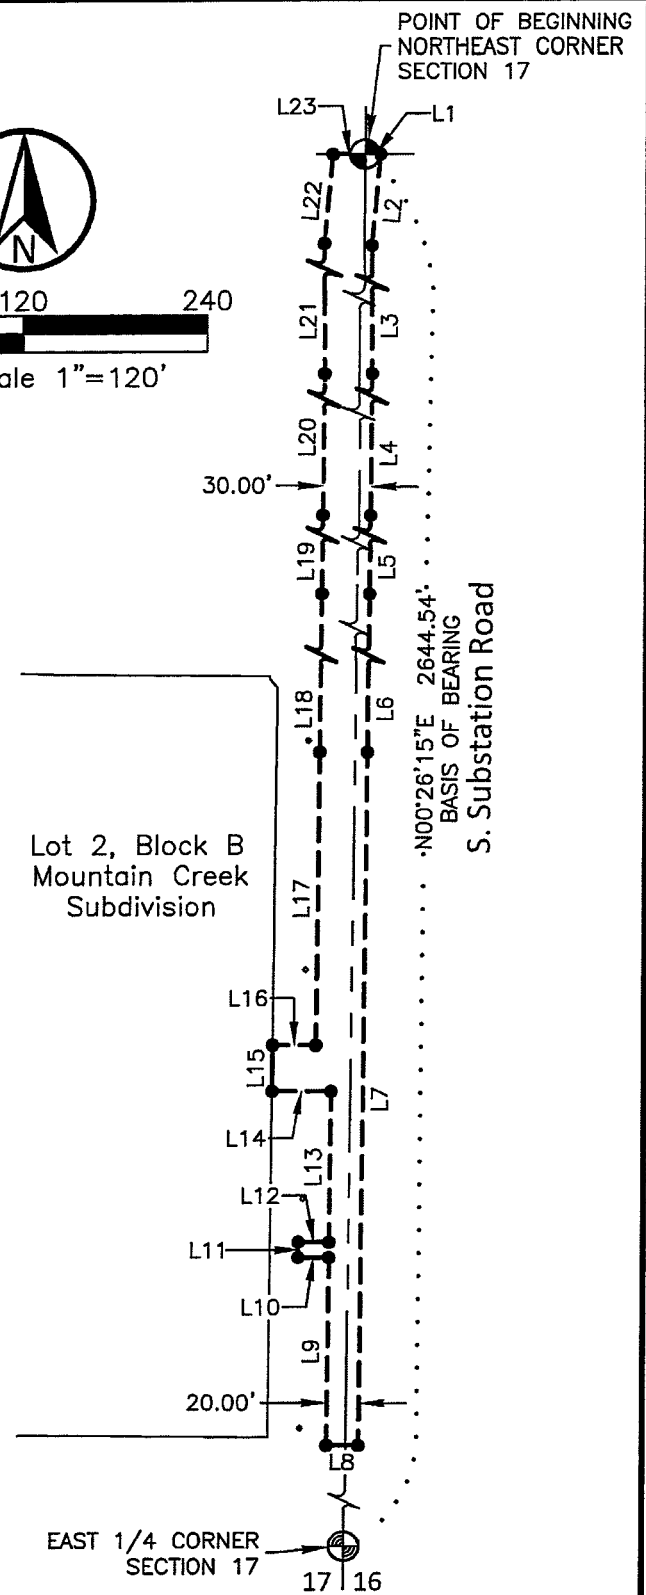 POINT OF BEGINNING
NORTHEAST CORNER
SECTION 17
L23
L1
L22
L2
N
120
240
ale 1"=120'
L21
L3
L20
L4
30.00'
L19
L5
N00°26'15"E 2644.54'
BASIS OF BEARING
S. Substation Road
L18
L6
Lot 2, Block B
Mountain Creek
Subdivision
L17
L16
L15
L7
L14
L13
L12
L11
L10
L9
20.00'
L8
EAST 1/4 CORNER
SECTION 17
17
16